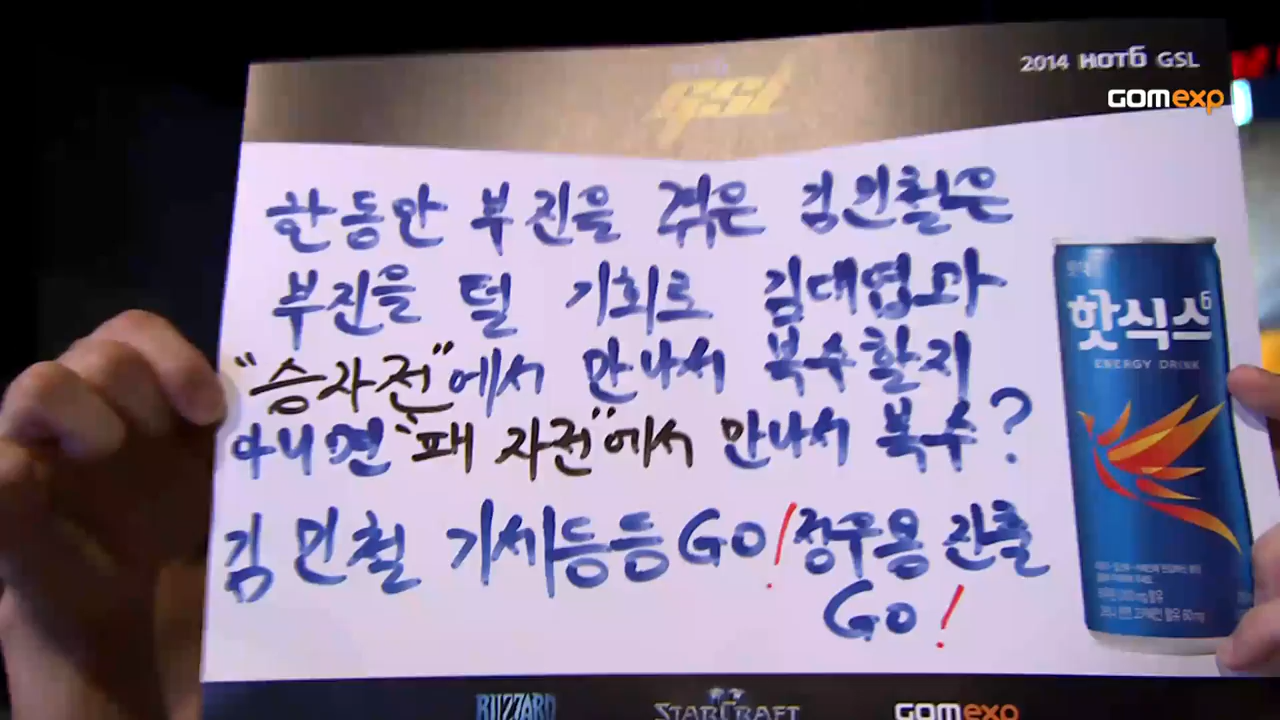 2014 HOT6 GSL
GOMexp
GSL
한동안 부진을 겪은 김민철은
부진을 털 기회로 김대엽과
"승자전"에서 만나서 복수할지
아니면 "패자전"에서 만나서 복수?
김민철 기세등등 GO! 장우용 진출
GO!
핫식스6
ENERGY DRINK
BLIZZARD
STARCRAFT
GOMexp